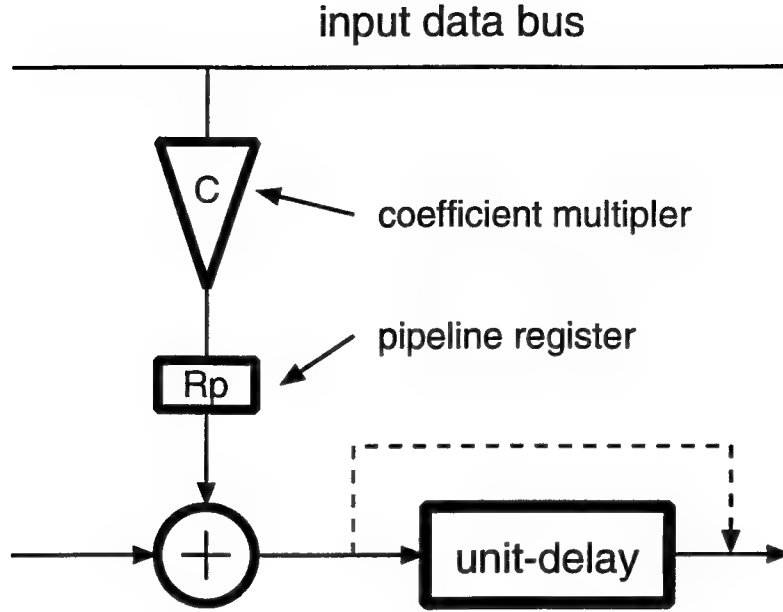 input data bus
C
coefficient multipler
pipeline register
Rp
+
unit-delay